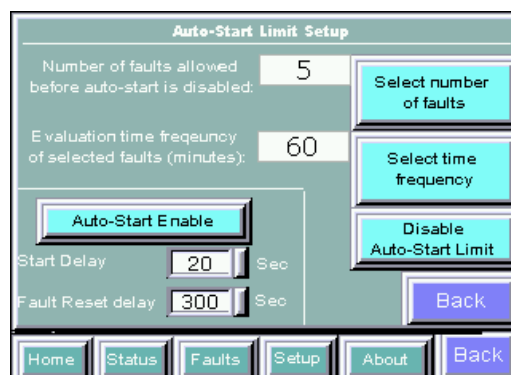 Auto-Start Limit Setup
Number of faults allowed
before auto-start is disabled:
5
Select number
of faults
Evaluation time freqeuncy
of selected faults (minutes):
60
Select time
frequency
Auto-Start Enable
Disable
Auto-Start Limit
Start Delay
20
Sec
Fault Reset delay
300
Sec
Back
Home
Status
Faults
Setup
About
Back